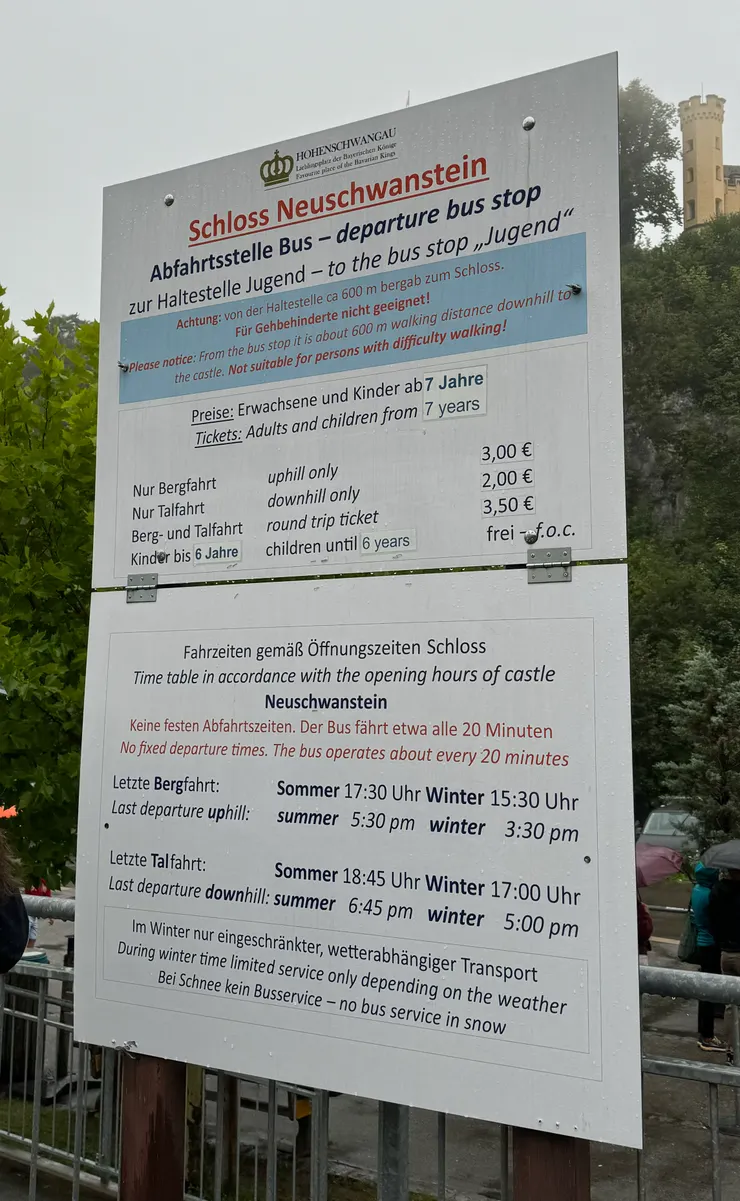 HOHENSCHWANGAU
Lieblingsplatz der Bayerischen Könige
Favourite place of the Bavarian Kings
Schloss Neuschwanstein
Abfahrtsstelle Bus – departure bus stop
zur Haltestelle Jugend – to the bus stop „Jugend“
Achtung: von der Haltestelle ca 600 m bergab zum Schloss.
Für Gehbehinderte nicht geeignet!
Please notice: From the bus stop it is about 600 m walking distance downhill to
the castle. Not suitable for persons with difficulty walking!
Preise: Erwachsene und Kinder ab 7 Jahre
Tickets: Adults and children from 7 years
Nur Bergfahrt uphill only 3,00 €
Nur Talfahrt downhill only 2,00 €
Berg- und Talfahrt round trip ticket 3,50 €
Kinder bis 6 Jahre children until 6 years frei – f.o.c.
Fahrzeiten gemäß Öffnungszeiten Schloss
Time table in accordance with the opening hours of castle
Neuschwanstein
Keine festen Abfahrtszeiten. Der Bus fährt etwa alle 20 Minuten
No fixed departure times. The bus operates about every 20 minutes
Letzte Bergfahrt: Sommer 17:30 Uhr Winter 15:30 Uhr
Last departure uphill: summer 5:30 pm winter 3:30 pm
Letzte Talfahrt: Sommer 18:45 Uhr Winter 17:00 Uhr
Last departure downhill: summer 6:45 pm winter 5:00 pm
Im Winter nur eingeschränkter, wetterabhängiger Transport
During winter time limited service only depending on the weather
Bei Schnee kein Busservice – no bus service in snow